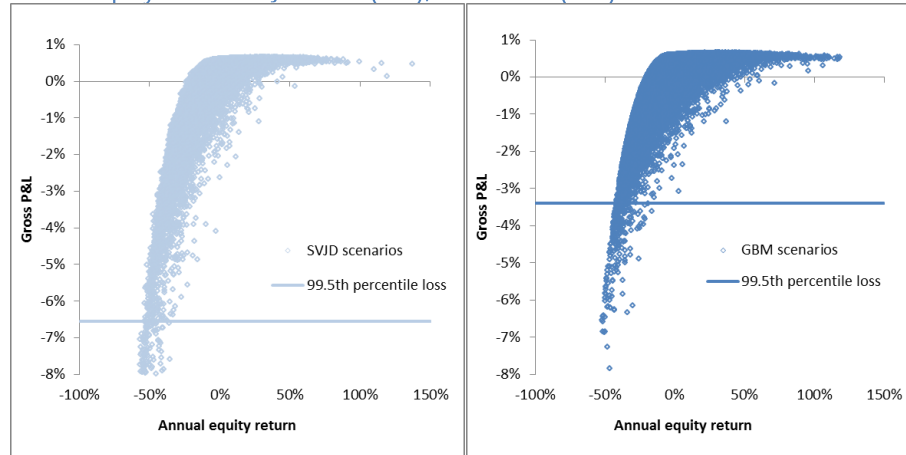 1%
0%
-1%
-2%
-3%
-4%
-5%
-6%
-7%
-8%
Gross P&L
SVJD scenarios
99.5th percentile loss
-100% -50% 0% 50% 100% 150%
Annual equity return
1%
0%
-1%
-2%
-3%
-4%
-5%
-6%
-7%
-8%
Gross P&L
GBM scenarios
99.5th percentile loss
-100% -50% 0% 50% 100% 150%
Annual equity return